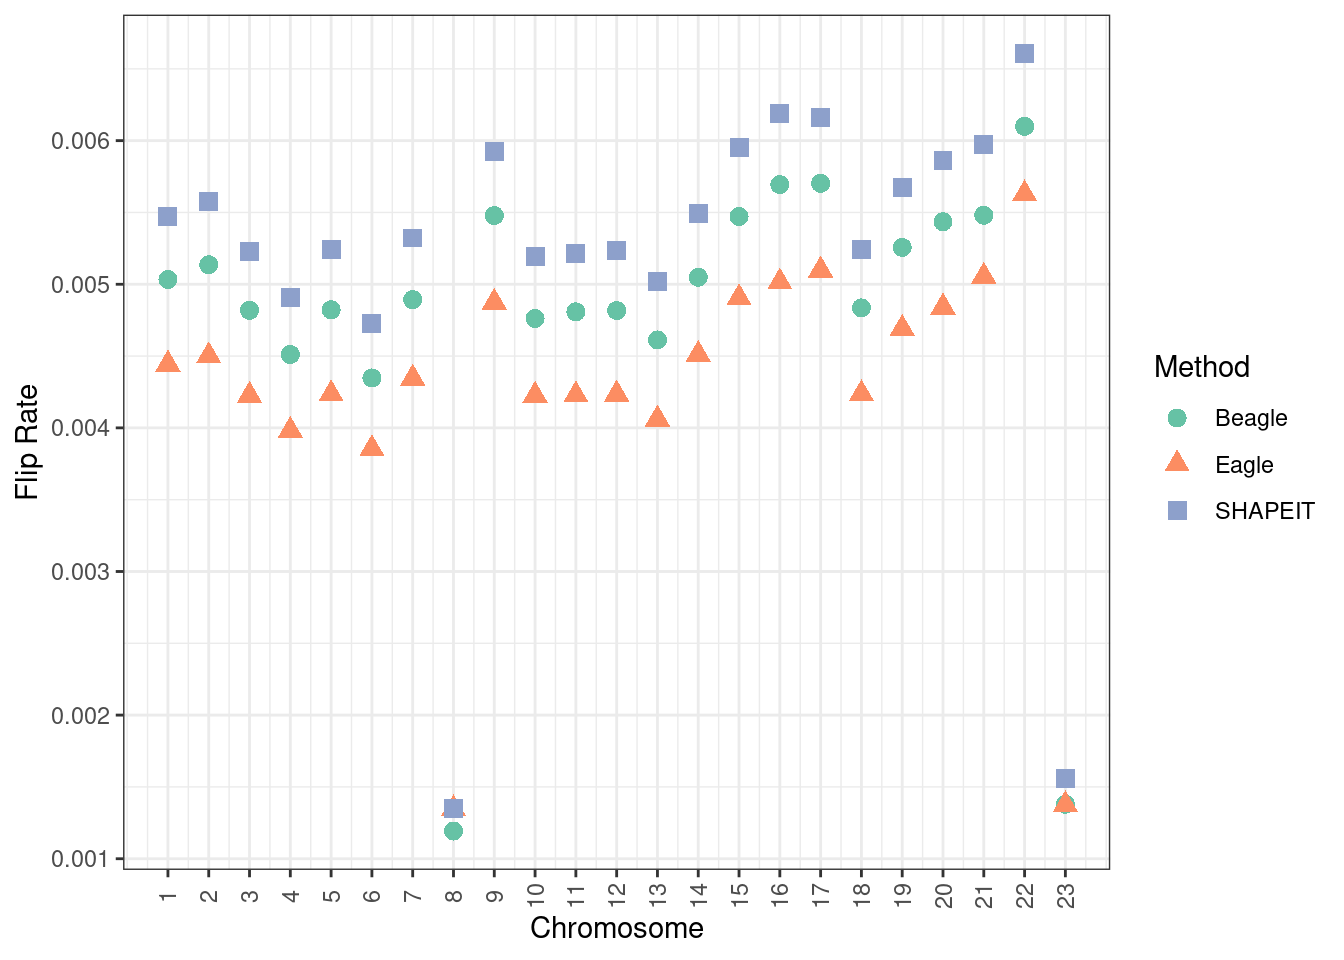 0.006
0.005
0.004
0.003
0.002
0.001
Flip Rate
1 2 3 4 5 6 7 8 9 10 11 12 13 14 15 16 17 18 19 20 21 22 23
Chromosome
Method
Beagle
Eagle
SHAPEIT